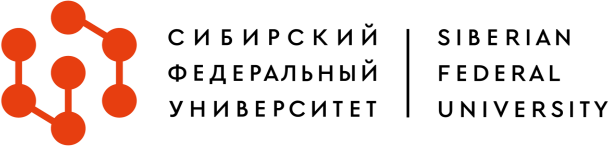 СИБИРСКИЙ
ФЕДЕРАЛЬНЫЙ
УНИВЕРСИТЕТ
SIBERIAN
FEDERAL
UNIVERSITY